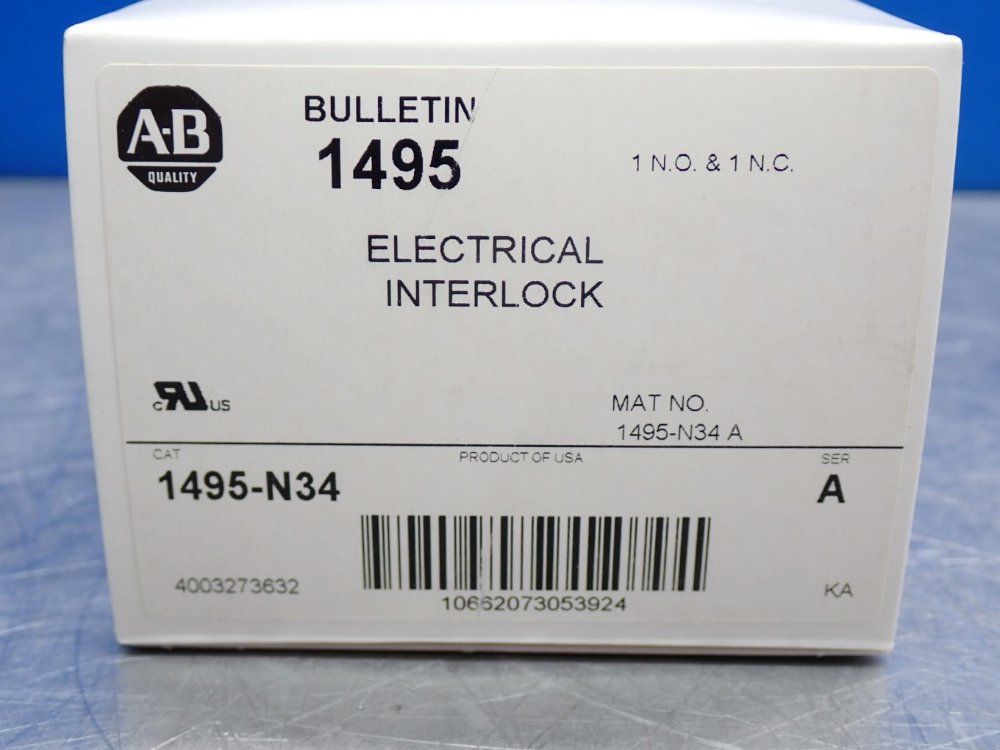 A-B
QUALITY
BULLETIN
1495
1 N.O. & 1 N.C.
ELECTRICAL
INTERLOCK
c RU US
MAT NO.
1495-N34 A
CAT
PRODUCT OF USA
SER
1495-N34
A
4003273632
10662073053924
KA